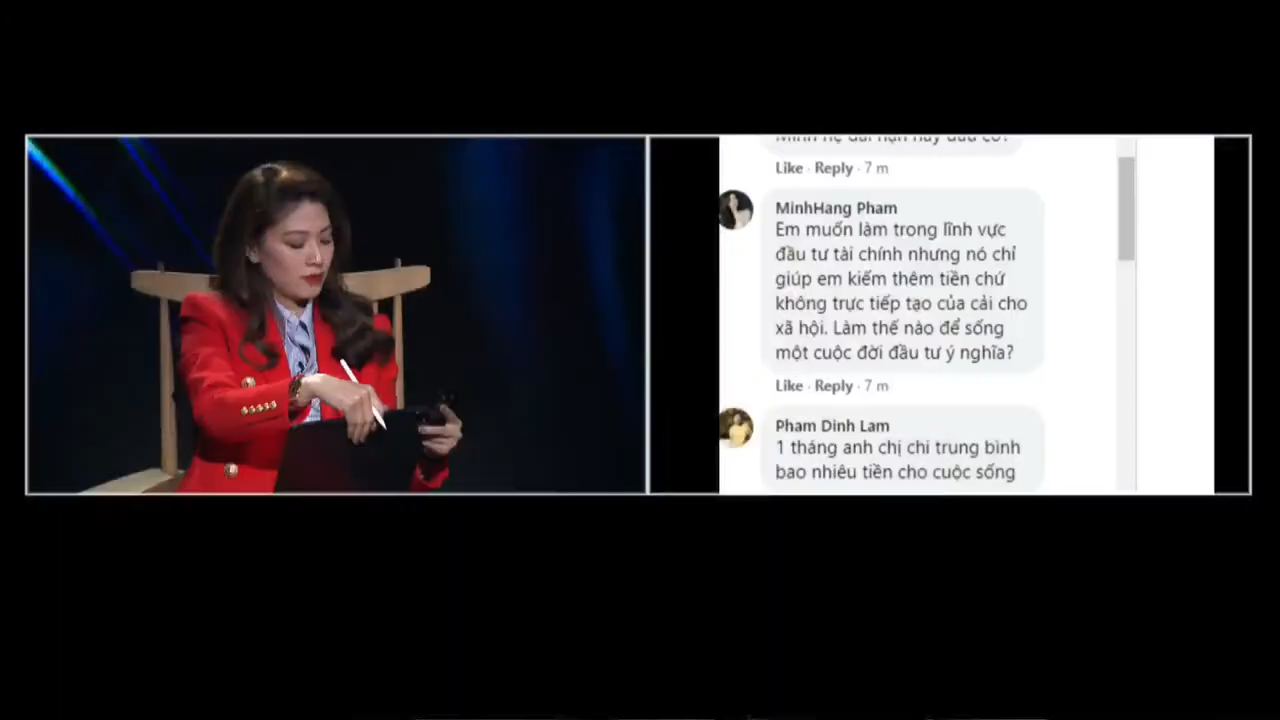 Like · Reply · 7 m
MinhHang Pham
Em muốn làm trong lĩnh vực
đầu tư tài chính nhưng nó chỉ
giúp em kiếm thêm tiền chứ
không trực tiếp tạo của cải cho
xã hội. Làm thế nào để sống
một cuộc đời đầu tư ý nghĩa?
Like · Reply · 7 m
Pham Dinh Lam
1 tháng anh chị chi trung bình
bao nhiêu tiền cho cuộc sống